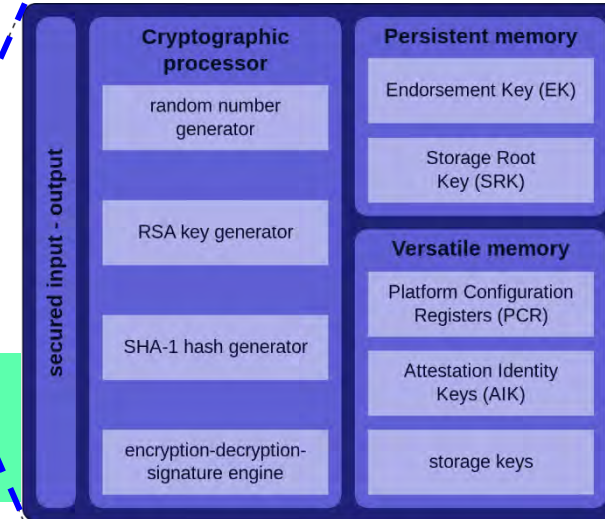 secured input - output
Cryptographic
processor
random number
generator
RSA key generator
SHA-1 hash generator
encryption-decryption-
signature engine
Persistent memory
Endorsement Key (EK)
Storage Root
Key (SRK)
Versatile memory
Platform Configuration
Registers (PCR)
Attestation Identity
Keys (AIK)
storage keys